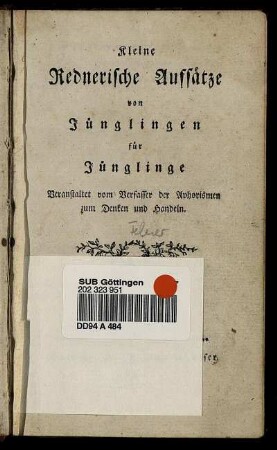 Kleine
Rednerische Aufsätze
von
Jünglingen
für
Jünglinge
Veranstaltet vom Verfasser der Aphorismen
zum Denken und Handeln.
SUB Göttingen
202 323 951
DD94 A 484